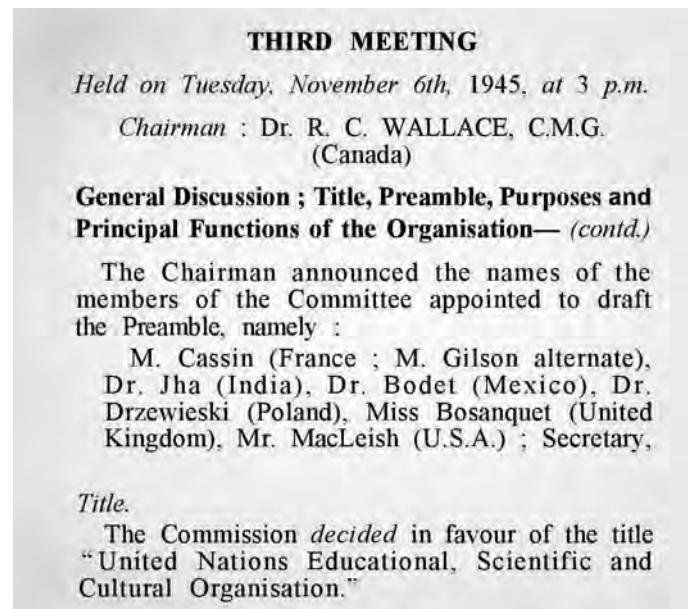 THIRD MEETING
Held on Tuesday, November 6th, 1945, at 3 p.m.
Chairman : Dr. R. C. WALLACE, C.M.G.
(Canada)
General Discussion ; Title, Preamble, Purposes and
Principal Functions of the Organisation— (contd.)
The Chairman announced the names of the
members of the Committee appointed to draft
the Preamble, namely :
M. Cassin (France ; M. Gilson alternate),
Dr. Jha (India), Dr. Bodet (Mexico), Dr.
Drzewieski (Poland), Miss Bosanquet (United
Kingdom), Mr. MacLeish (U.S.A.) ; Secretary,
Title.
The Commission decided in favour of the title
“United Nations Educational, Scientific and
Cultural Organisation.”